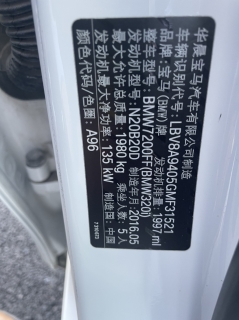 华晨宝马汽车有限公司制造
车辆识别代号 LBV8A9405GMF31521
品牌:宝马(BMW) 制造国:中国
整车型号:BMW7200FF(BMW320i)
发动机型号:N20B20D 制造年月:2016.05
发动机排量:1997 ml
最大允许总质量:1980 kg 乘坐人数:5人
发动机最大净功率:135 kW
颜色代码/色圈: A96